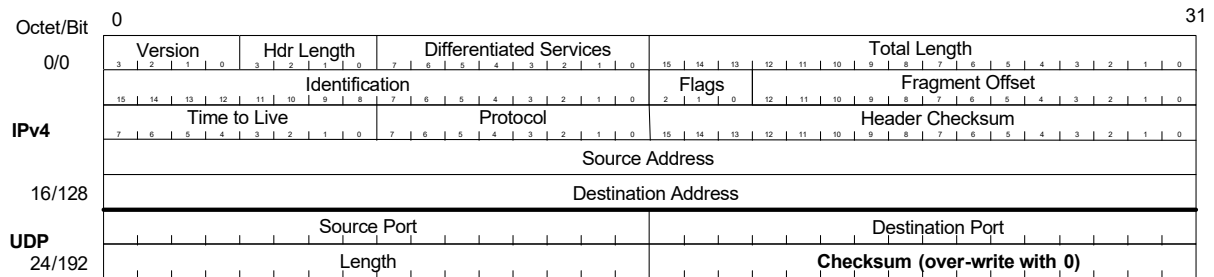 Octet/Bit 0 31
0/0 Version Hdr Length Differentiated Services Total Length
3 2 1 0 3 2 1 0 7 6 5 4 3 2 1 0 15 14 13 12 11 10 9 8 7 6 5 4 3 2 1 0
Identification Flags Fragment Offset
15 14 13 12 11 10 9 8 7 6 5 4 3 2 1 0 2 1 0 12 11 10 9 8 7 6 5 4 3 2 1 0
IPv4 Time to Live Protocol Header Checksum
7 6 5 4 3 2 1 0 7 6 5 4 3 2 1 0 15 14 13 12 11 10 9 8 7 6 5 4 3 2 1 0
Source Address
16/128 Destination Address
UDP Source Port Destination Port
24/192 Length Checksum (over-write with 0)